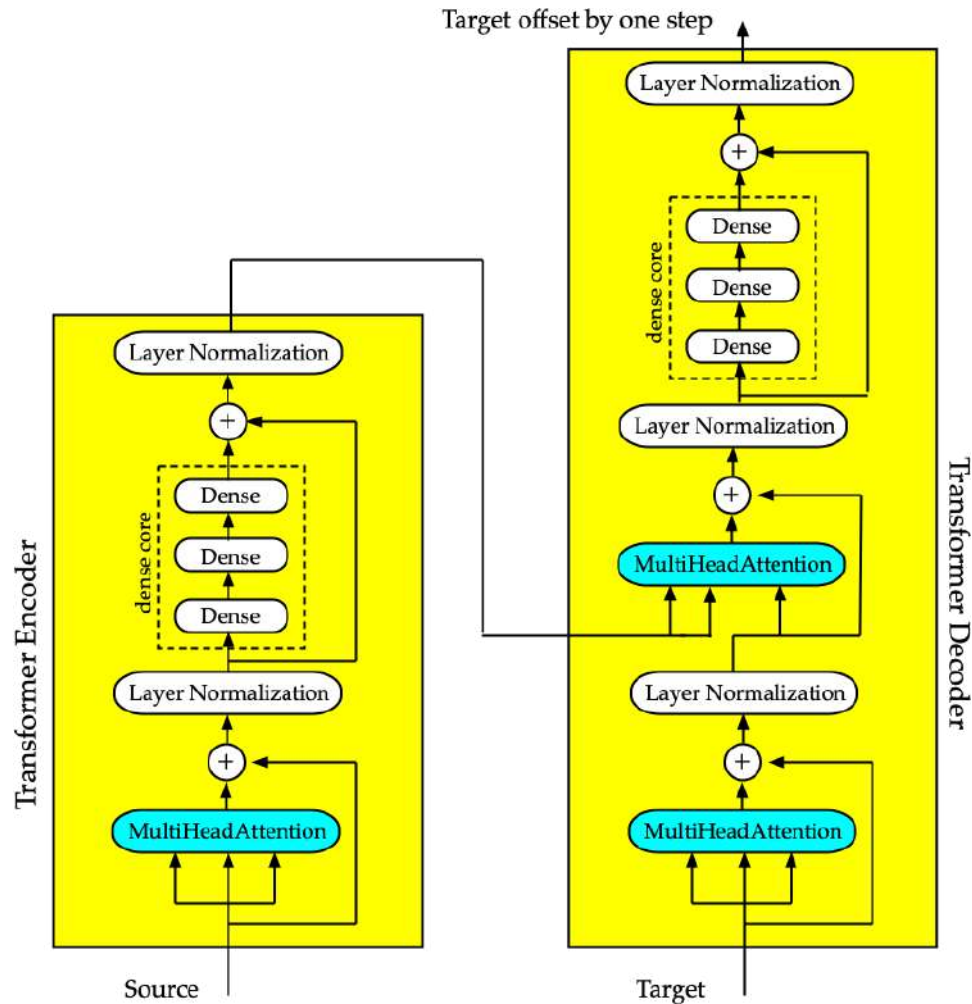 Target offset by one step
Layer Normalization
+
Dense
Dense
Dense
dense core
Layer Normalization
+
MultiHeadAttention
Layer Normalization
+
MultiHeadAttention
Target
Transformer Decoder
Layer Normalization
+
Dense
Dense
Dense
dense core
Layer Normalization
+
MultiHeadAttention
Source
Transformer Encoder